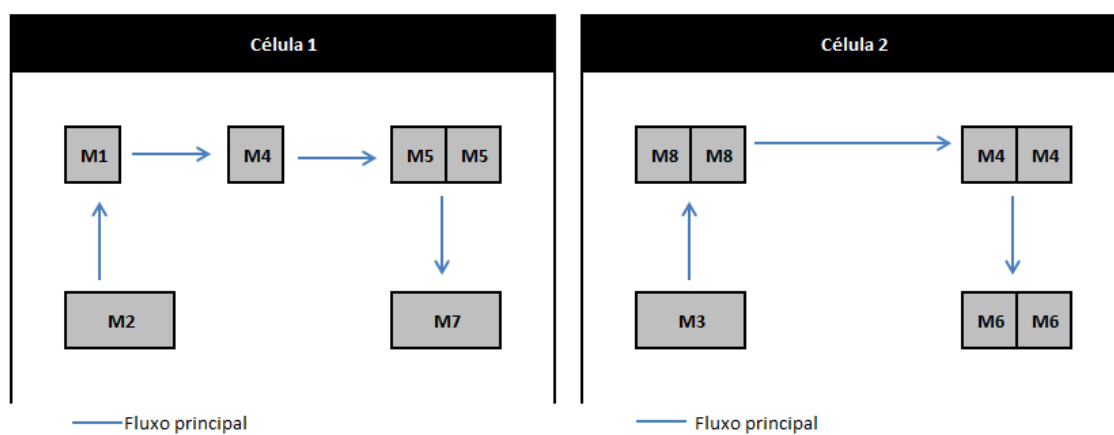 Célula 1
Célula 2
M1 M4 M5 M5
M8 M8 M4 M4
M2 M7
M3 M6 M6
Fluxo principal
Fluxo principal